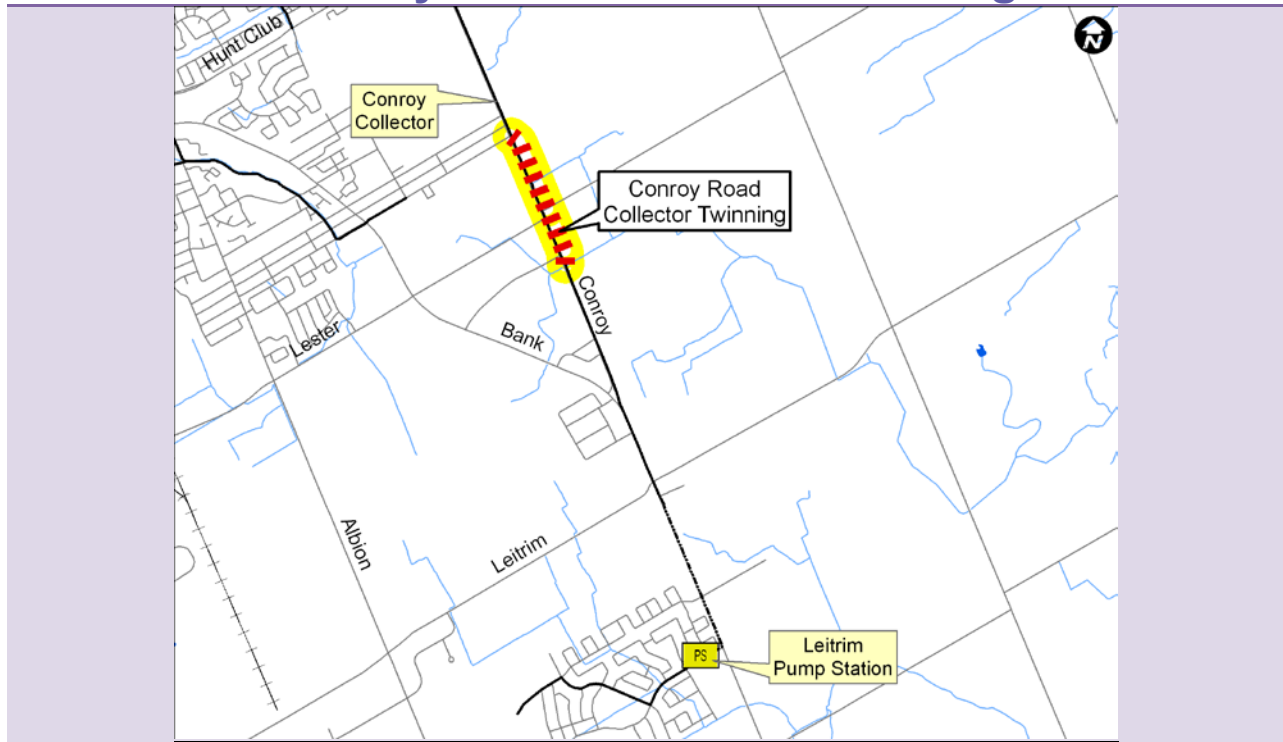 Hunt Club
N
Conroy
Collector
Conroy Road
Collector Twinning
Conroy
Bank
Lester
Albion
Leitrim
PS
Leitrim
Pump Station